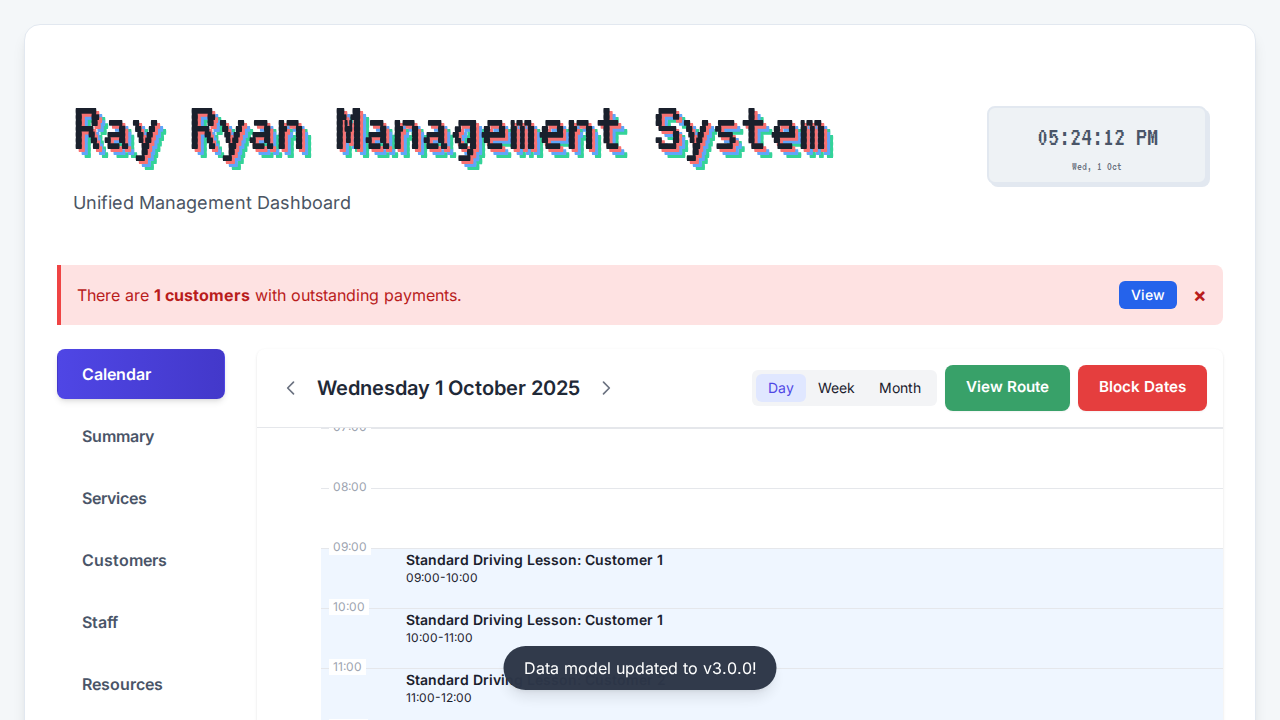 Ray Ryan Management System
05:24:12 PM
Wed, 1 Oct
Unified Management Dashboard
There are 1 customers with outstanding payments.
View
×
Calendar
Wednesday 1 October 2025
Day
Week
Month
View Route
Block Dates
Summary
Services
Customers
Staff
Resources
07:00
08:00
09:00
Standard Driving Lesson: Customer 1
09:00-10:00
10:00
Standard Driving Lesson: Customer 1
10:00-11:00
11:00
Standard Drivi
11:00-12:00
Data model updated to v3.0.0!